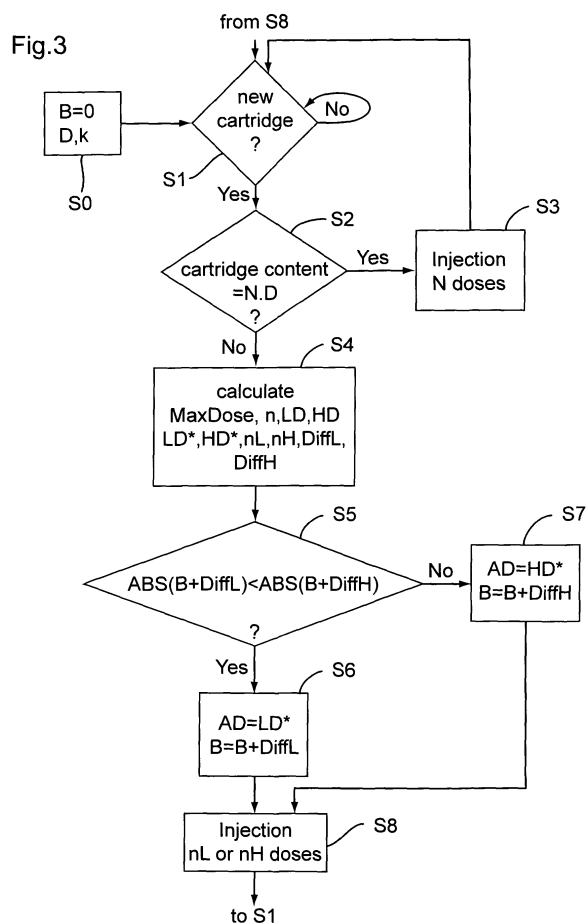 Fig.3
from S8
new
cartridge
?
No
B=0
D,k
S0
S1
Yes
S2
cartridge content
=N.D
?
Yes
S3
Injection
N doses
No
S4
calculate
MaxDose, n,LD,HD
LD*,HD*,nL,nH,DiffL,
DiffH
S5
ABS(B+DiffL)<ABS(B+DiffH)
?
No
S7
AD=HD*
B=B+DiffH
Yes
S6
AD=LD*
B=B+DiffL
Injection
nL or nH doses
S8
to S1